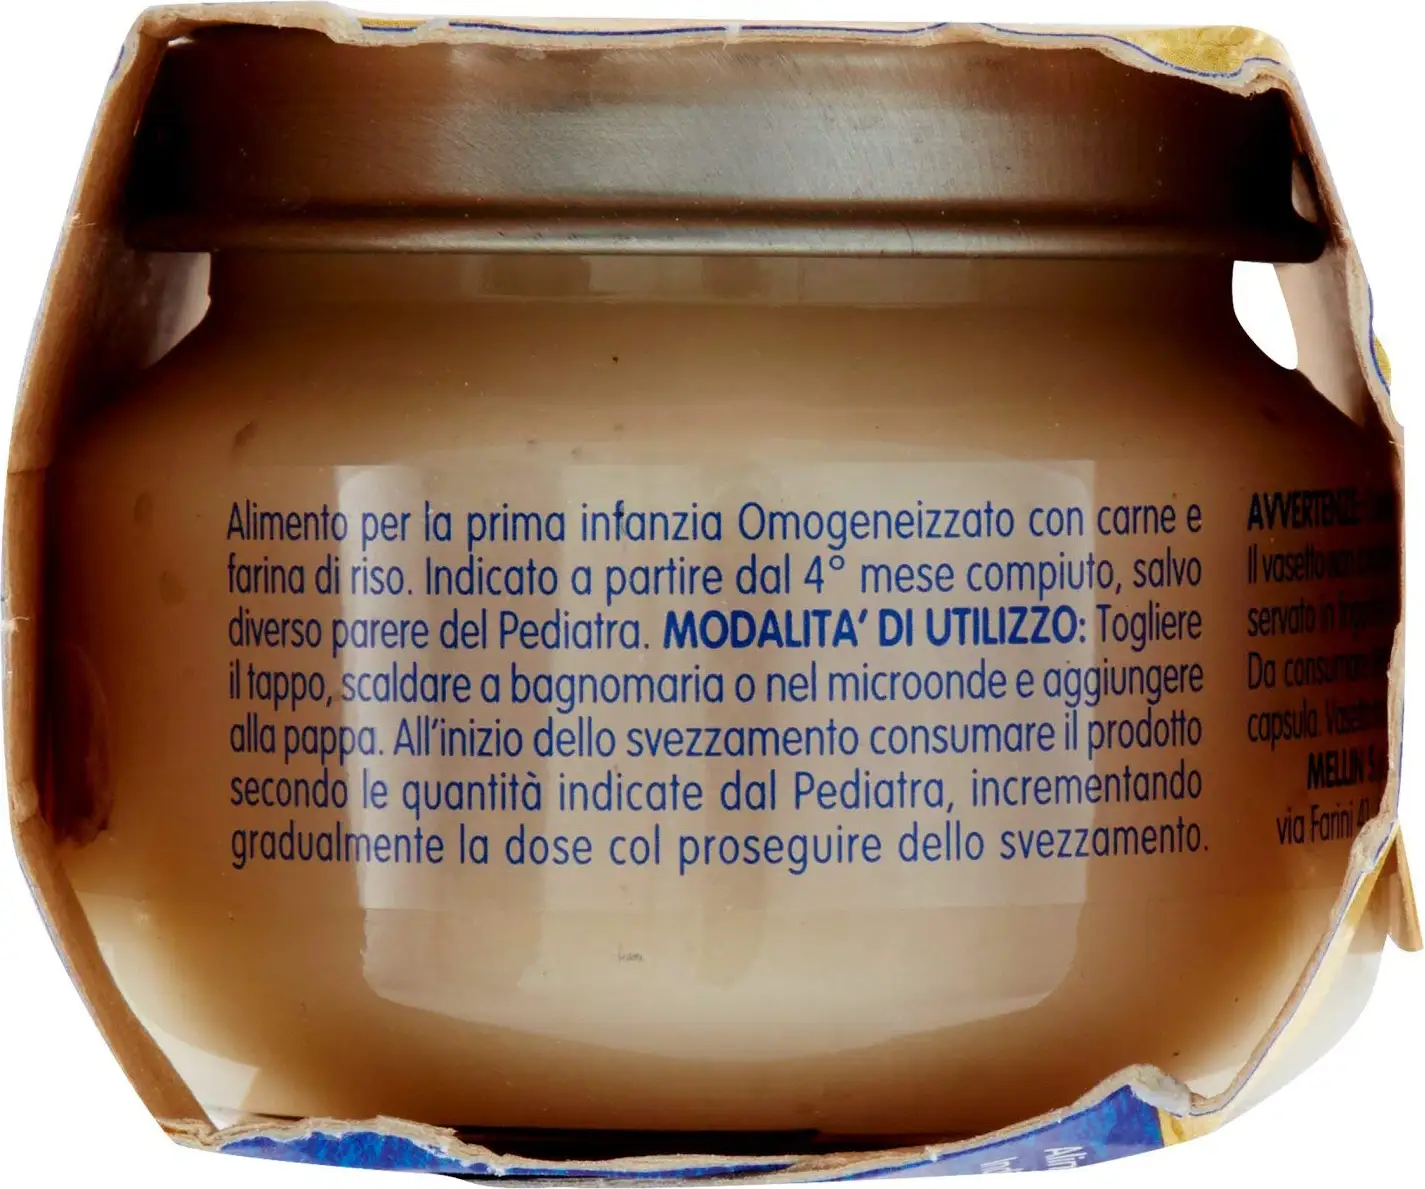 Alimento per la prima infanzia Omogeneizzato con carne e
farina di riso. Indicato a partire dal 4° mese compiuto, salvo
diverso parere del Pediatra. MODALITA' DI UTILIZZO: Togliere
il tappo, scaldare a bagnomaria o nel microonde e aggiungere
alla pappa. All'inizio dello svezzamento consumare il prodotto
secondo le quantità indicate dal Pediatra, incrementando
gradualmente la dose col proseguire dello svezzamento.
AVVERTENZE:
Il vasetto non
servato in
Da consumare
capsula.
MELLIN
via Farini